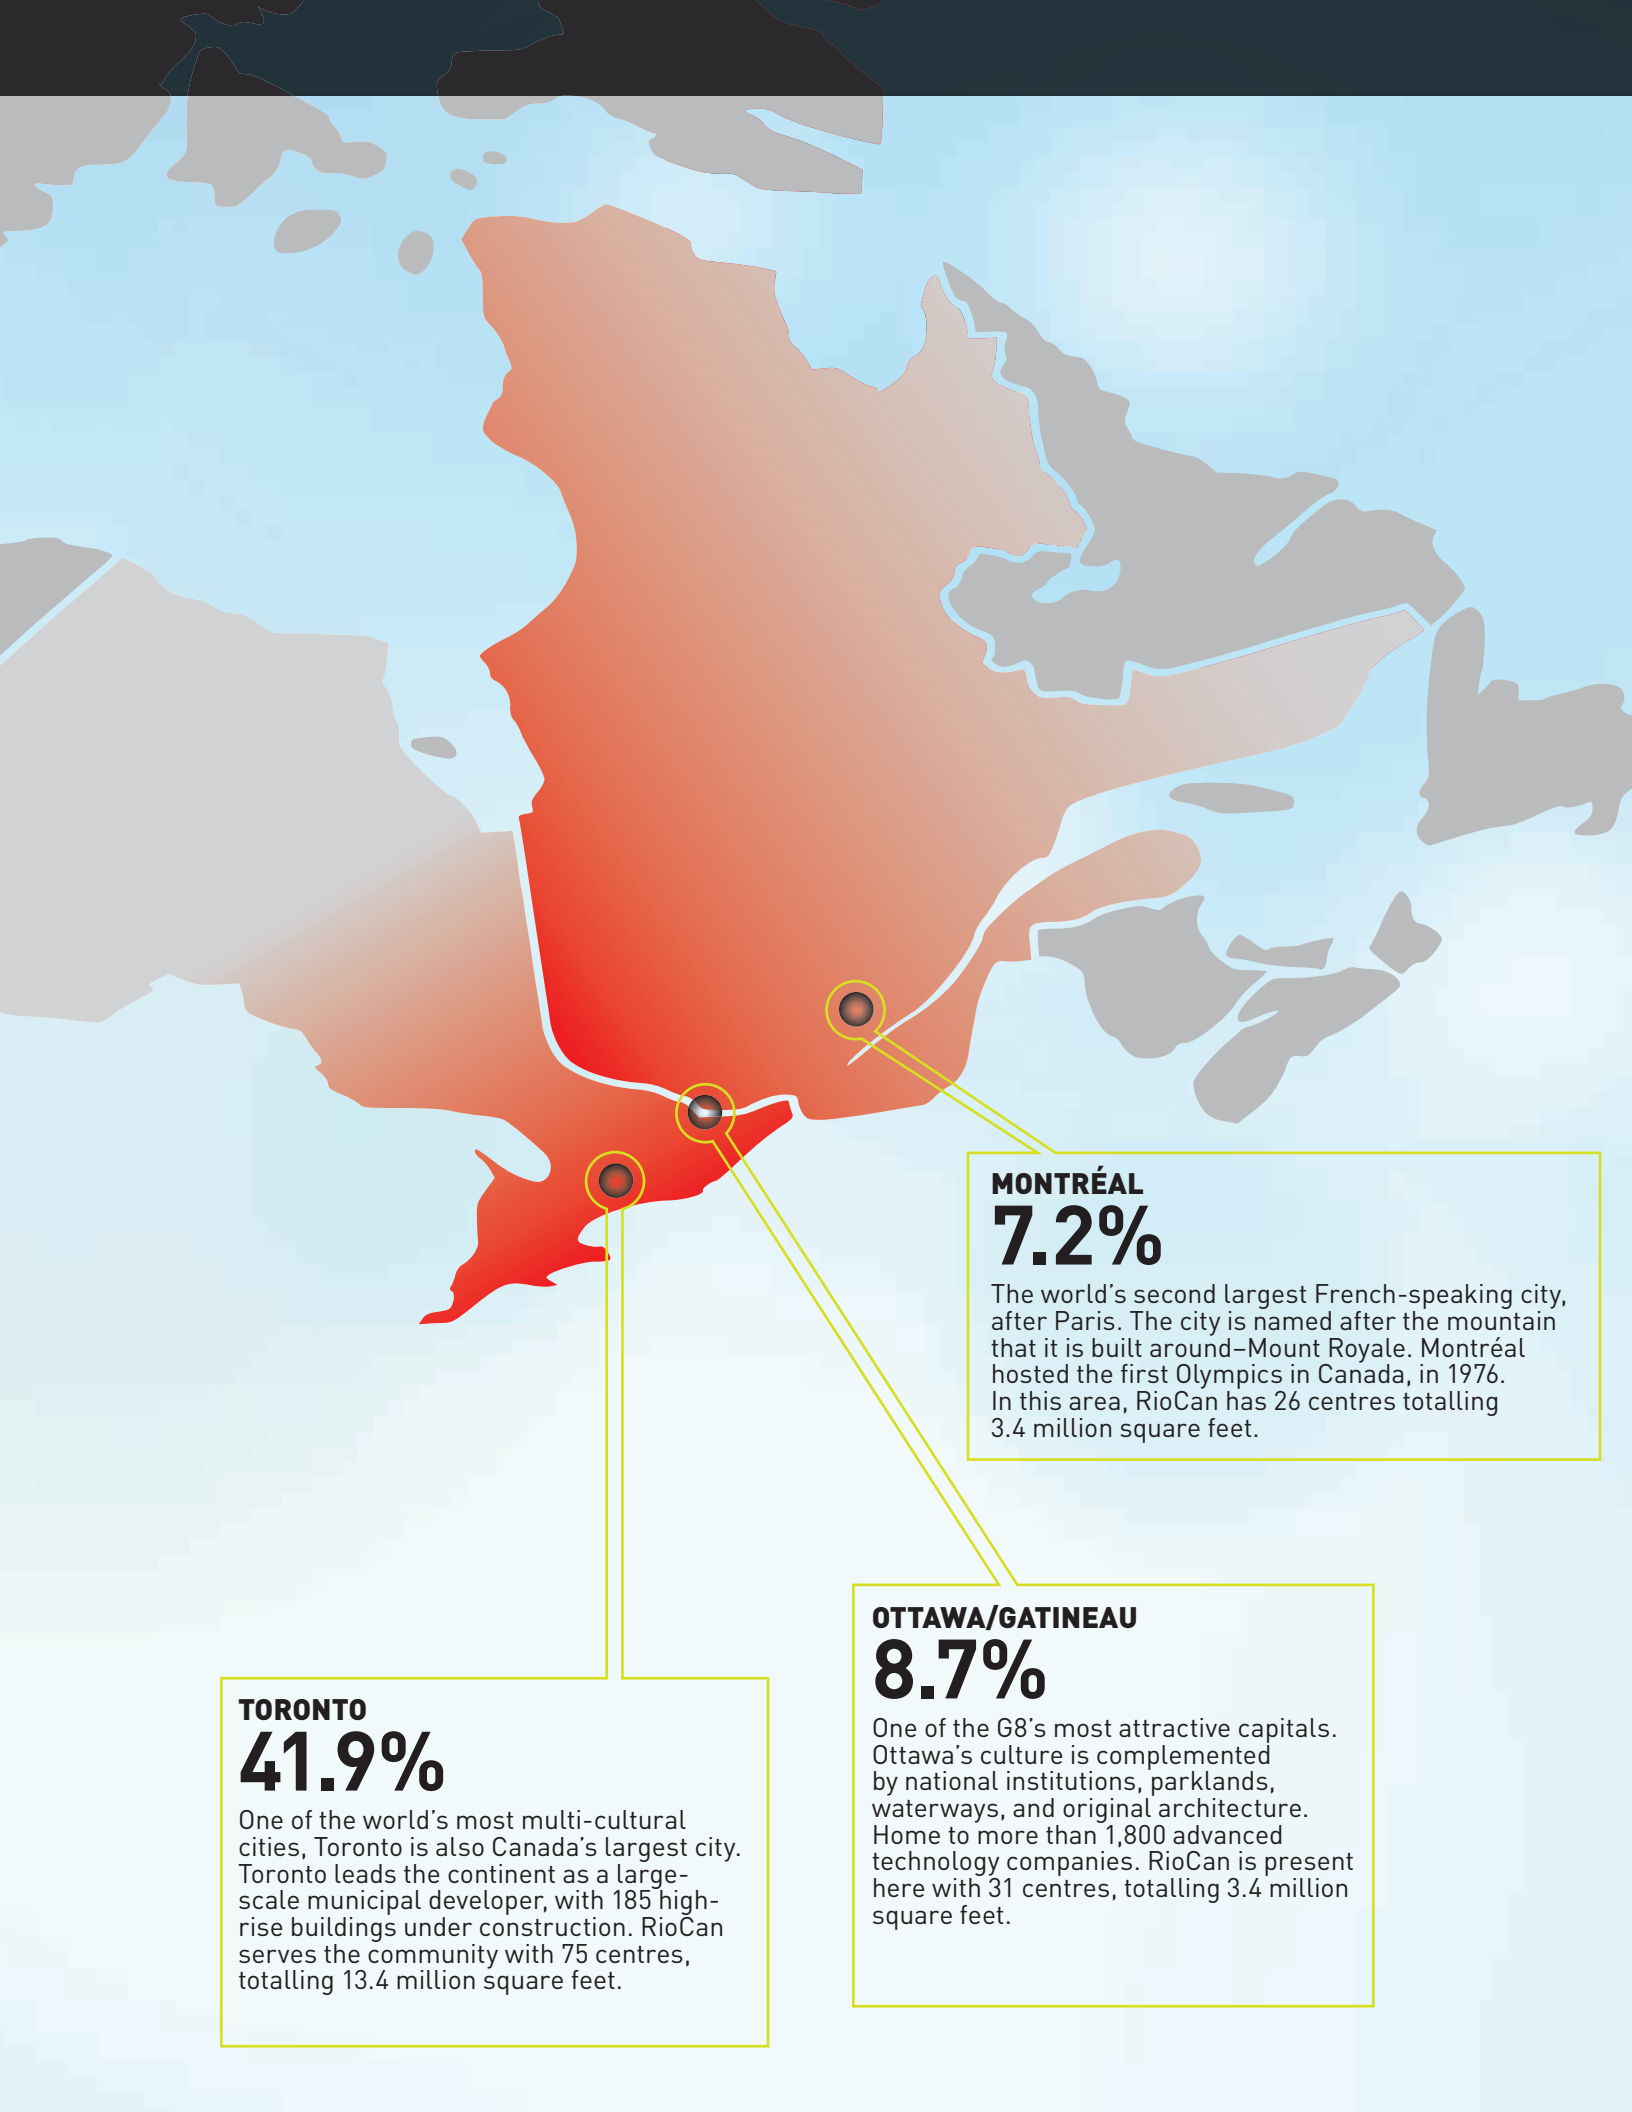 MONTRÉAL
7.2%
The world's second largest French-speaking city,
after Paris. The city is named after the mountain
that it is built around–Mount Royale. Montréal
hosted the first Olympics in Canada, in 1976.
In this area, RioCan has 26 centres totalling
3.4 million square feet.
OTTAWA/GATINEAU
8.7%
One of the G8's most attractive capitals.
Ottawa's culture is complemented
by national institutions, parklands,
waterways, and original architecture.
Home to more than 1,800 advanced
technology companies. RioCan is present
here with 31 centres, totalling 3.4 million
square feet.
TORONTO
41.9%
One of the world's most multi-cultural
cities, Toronto is also Canada's largest city.
Toronto leads the continent as a large-
scale municipal developer, with 185 high-
rise buildings under construction. RioCan
serves the community with 75 centres,
totalling 13.4 million square feet.